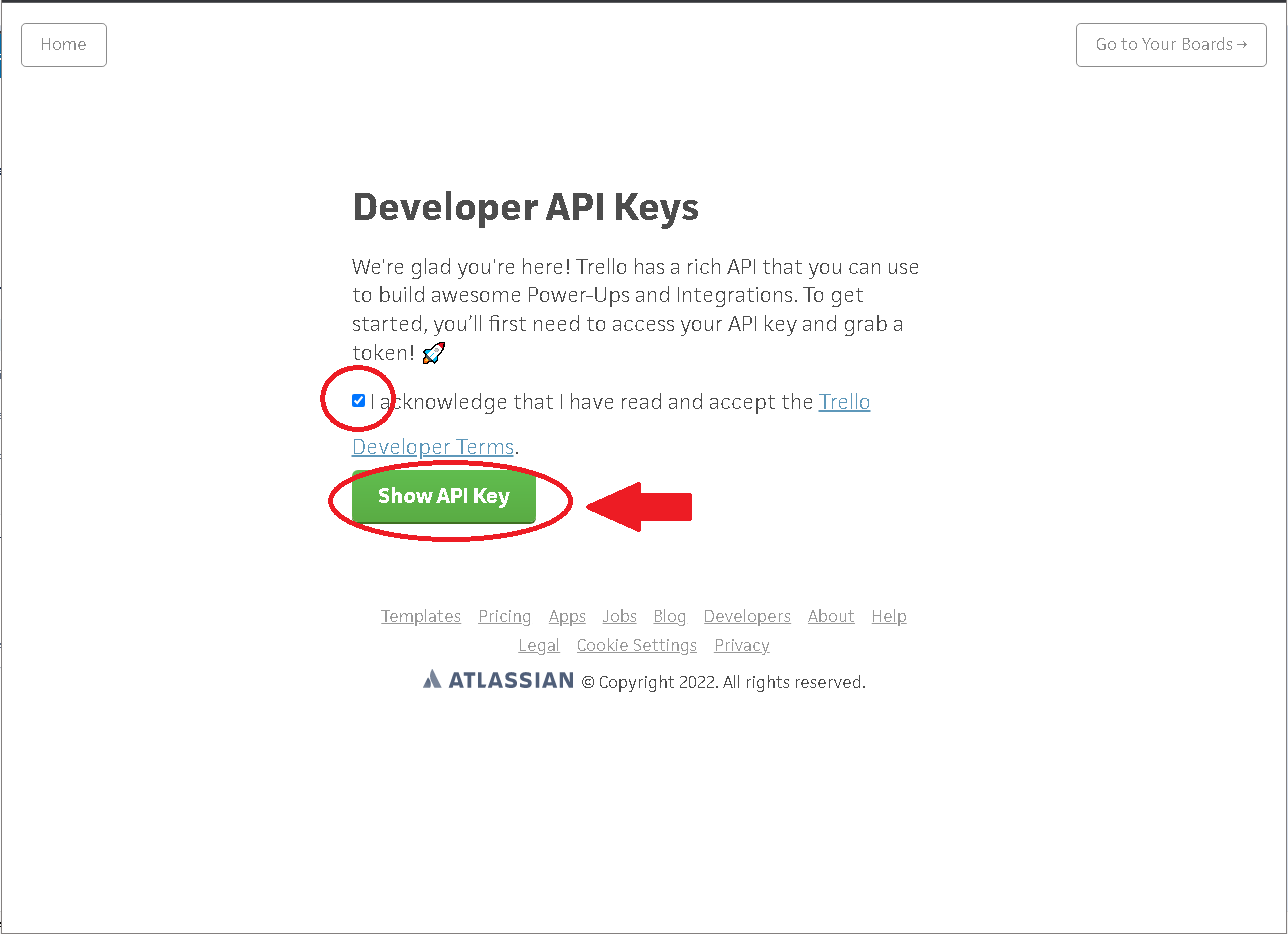 Home
Go to Your Boards →
Developer API Keys
We're glad you're here! Trello has a rich API that you can use
to build awesome Power-Ups and Integrations. To get
started, you’ll first need to access your API key and grab a
token! 🚀
I acknowledge that I have read and accept the Trello
Developer Terms.
Show API Key
Templates Pricing Apps Jobs Blog Developers About Help
Legal Cookie Settings Privacy
ATLASSIAN © Copyright 2022. All rights reserved.